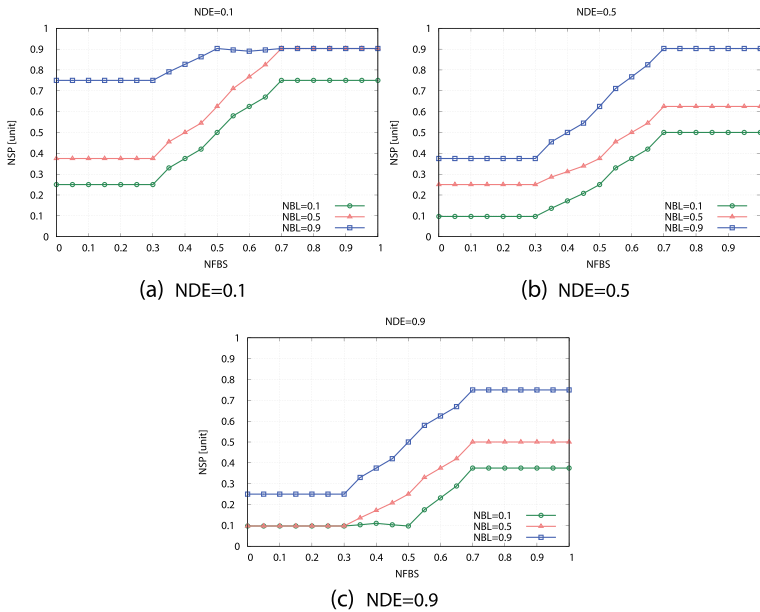 NDE=0.1
1
0.9
0.8
0.7
0.6
0.5
0.4
0.3
0.2
0.1
0
NSP [unit]
NBL=0.1
NBL=0.5
NBL=0.9
0 0.1 0.2 0.3 0.4 0.5 0.6 0.7 0.8 0.9 1
NFBS
(a) NDE=0.1
NDE=0.5
1
0.9
0.8
0.7
0.6
0.5
0.4
0.3
0.2
0.1
0
NSP [unit]
NBL=0.1
NBL=0.5
NBL=0.9
0 0.1 0.2 0.3 0.4 0.5 0.6 0.7 0.8 0.9
NFBS
(b) NDE=0.5
NDE=0.9
1
0.9
0.8
0.7
0.6
0.5
0.4
0.3
0.2
0.1
0
NSP [unit]
NBL=0.1
NBL=0.5
NBL=0.9
0 0.1 0.2 0.3 0.4 0.5 0.6 0.7 0.8 0.9 1
NFBS
(c) NDE=0.9